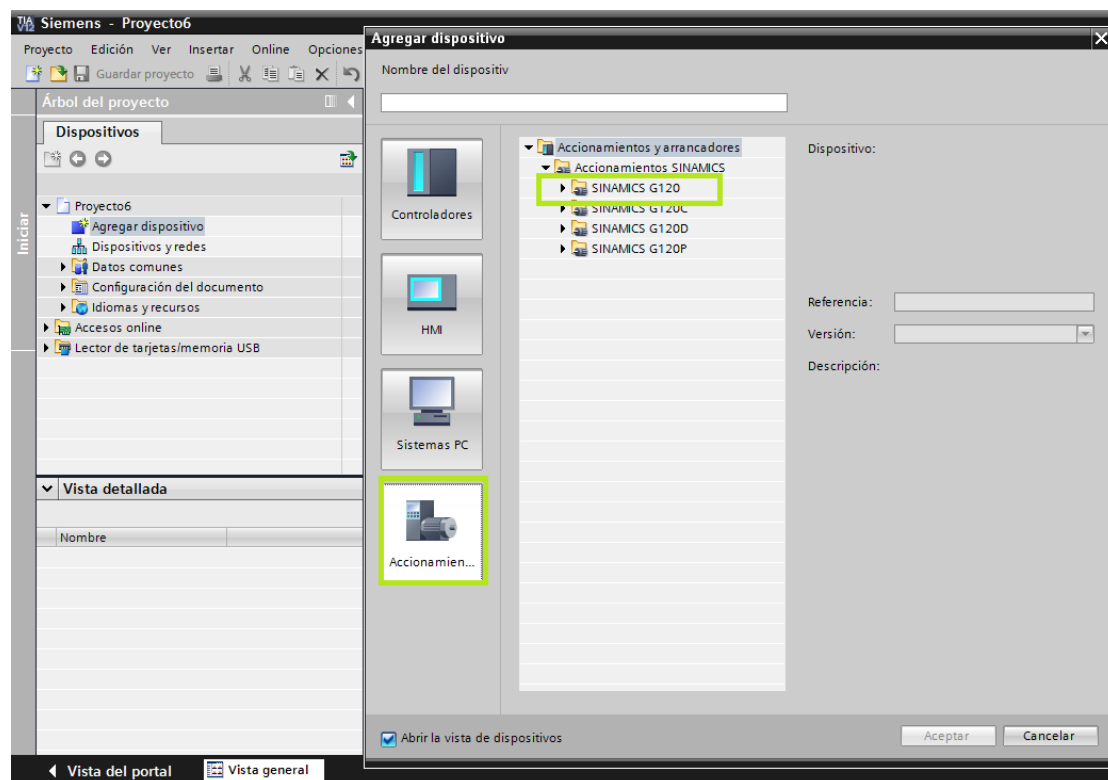 TIA V12 Siemens - Proyecto6
Proyecto Edición Ver Insertar Online Opciones
Guardar proyecto
Árbol del proyecto
Dispositivos
Iniciar
Proyecto6
Agregar dispositivo
Dispositivos y redes
Datos comunes
Configuración del documento
Idiomas y recursos
Accesos online
Lector de tarjetas/memoria USB
Vista detallada
Nombre
Vista del portal
Vista general
Agregar dispositivo
Nombre del dispositiv
Controladores
HMI
Sistemas PC
Accionamien...
Accionamientos y arrancadores
Accionamientos SINAMICS
SINAMICS G120
SINAMICS G120C
SINAMICS G120D
SINAMICS G120P
Dispositivo:
Referencia:
Versión:
Descripción:
Abrir la vista de dispositivos
Aceptar
Cancelar